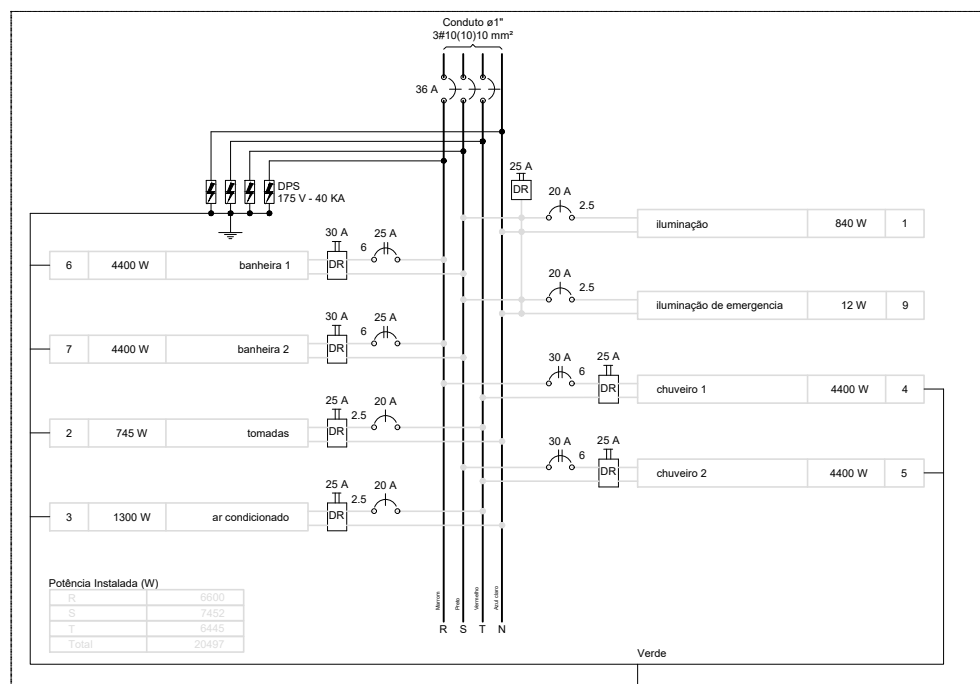 Conduto ø1"
3#10(10)10 mm²
36 A
DPS
175 V - 40 KA
25 A
DR
20 A
2.5
iluminação 840 W 1
20 A
2.5
iluminação de emergencia 12 W 9
30 A 25 A
6
DR
6 4400 W banheira 1
30 A 25 A
6
DR
7 4400 W banheira 2
30 A 25 A
6
DR
chuveiro 1 4400 W 4
25 A 20 A
2.5
DR
2 745 W tomadas
30 A 25 A
6
DR
chuveiro 2 4400 W 5
25 A 20 A
2.5
DR
3 1300 W ar condicionado
Potência Instalada (W)
R 6600
S 7452
T 6445
Total 20497
Marrom
Preto
Vermelho
Azul claro
R S T N
Verde